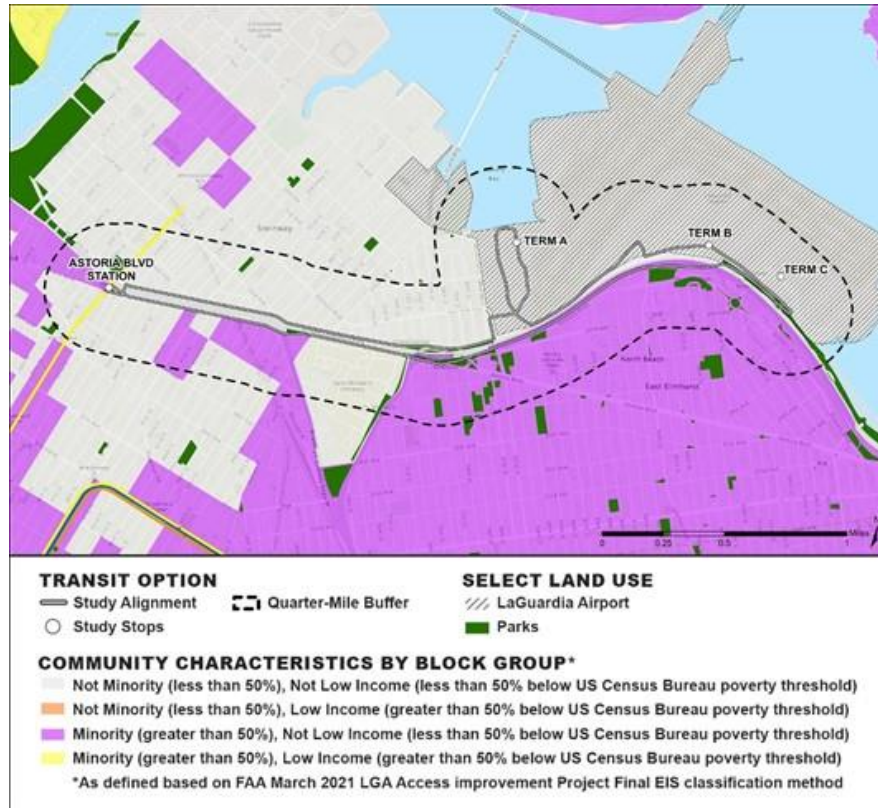 ASTORIA BLVD
STATION
TERM A
TERM B
TERM C
Steinway
North Beach
East Elmhurst
0 0.25 0.5 1
Miles
TRANSIT OPTION
Study Alignment
Quarter-Mile Buffer
Study Stops
SELECT LAND USE
LaGuardia Airport
Parks
COMMUNITY CHARACTERISTICS BY BLOCK GROUP*
Not Minority (less than 50%), Not Low Income (less than 50% below US Census Bureau poverty threshold)
Not Minority (less than 50%), Low Income (greater than 50% below US Census Bureau poverty threshold)
Minority (greater than 50%), Not Low Income (less than 50% below US Census Bureau poverty threshold)
Minority (greater than 50%), Low Income (greater than 50% below US Census Bureau poverty threshold)
*As defined based on FAA March 2021 LGA Access improvement Project Final EIS classification method